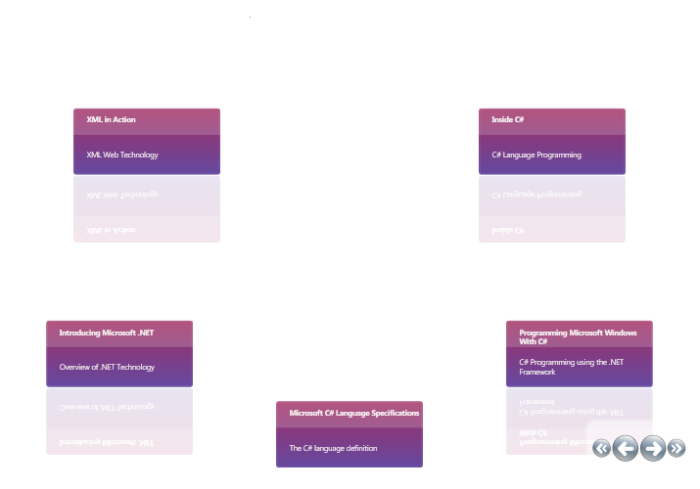 XML in Action
XML Web Technology
Inside C#
C# Language Programming
Introducing Microsoft .NET
Overview of .NET Technology
Programming Microsoft Windows
With C#
C# Programming using the .NET
Framework
Microsoft C# Language Specifications
The C# language definition